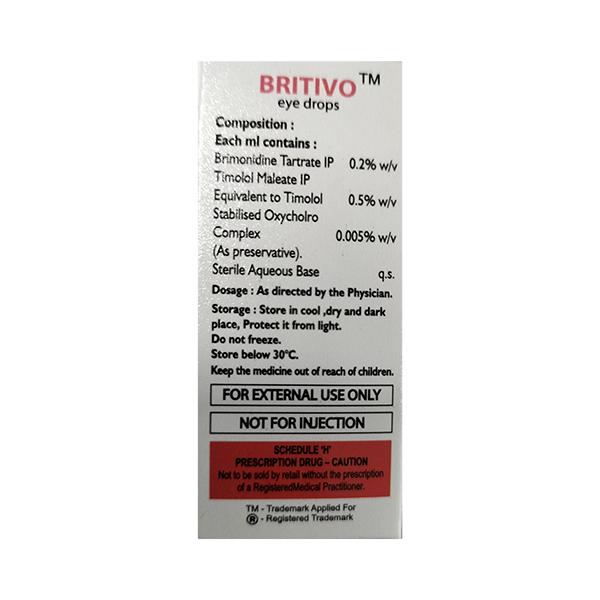 BRITIVO™
eye drops
Composition :
Each ml contains :
Brimonidine Tartrate IP 0.2% w/v
Timolol Maleate IP
Equivalent to Timolol 0.5% w/v
Stabilised Oxycholro
Complex 0.005% w/v
(As preservative).
Sterile Aqueous Base q.s.
Dosage : As directed by the Physician.
Storage : Store in cool ,dry and dark
place, Protect it from light.
Do not freeze.
Store below 30°C.
Keep the medicine out of reach of children.
FOR EXTERNAL USE ONLY
NOT FOR INJECTION
SCHEDULE 'H'
PRESCRIPTION DRUG – CAUTION
Not to be sold by retail without the prescription
of a RegisteredMedical Practitioner.
TM - Trademark Applied For
® - Registered Trademark